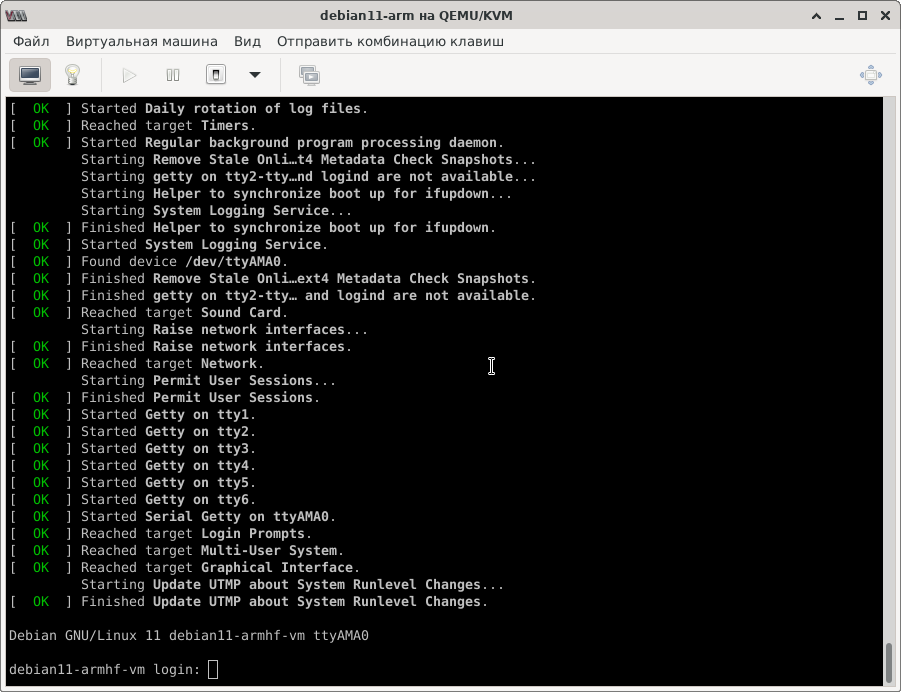 debian11-arm на QEMU/KVM
Файл Виртуальная машина Вид Отправить комбинацию клавиш
[  OK  ] Started Daily rotation of log files.
[  OK  ] Reached target Timers.
[  OK  ] Started Regular background program processing daemon.
         Starting Remove Stale Onli…t4 Metadata Check Snapshots...
         Starting getty on tty2-tty…nd logind are not available...
         Starting Helper to synchronize boot up for ifupdown...
         Starting System Logging Service...
[  OK  ] Finished Helper to synchronize boot up for ifupdown.
[  OK  ] Started System Logging Service.
[  OK  ] Found device /dev/ttyAMA0.
[  OK  ] Finished Remove Stale Onli…ext4 Metadata Check Snapshots.
[  OK  ] Finished getty on tty2-tty… and logind are not available.
[  OK  ] Reached target Sound Card.
         Starting Raise network interfaces...
[  OK  ] Finished Raise network interfaces.
[  OK  ] Reached target Network.
         Starting Permit User Sessions...
[  OK  ] Finished Permit User Sessions.
[  OK  ] Started Getty on tty1.
[  OK  ] Started Getty on tty2.
[  OK  ] Started Getty on tty3.
[  OK  ] Started Getty on tty4.
[  OK  ] Started Getty on tty5.
[  OK  ] Started Getty on tty6.
[  OK  ] Started Serial Getty on ttyAMA0.
[  OK  ] Reached target Login Prompts.
[  OK  ] Reached target Multi-User System.
[  OK  ] Reached target Graphical Interface.
         Starting Update UTMP about System Runlevel Changes...
[  OK  ] Finished Update UTMP about System Runlevel Changes.
Debian GNU/Linux 11 debian11-armhf-vm ttyAMA0
debian11-armhf-vm login: